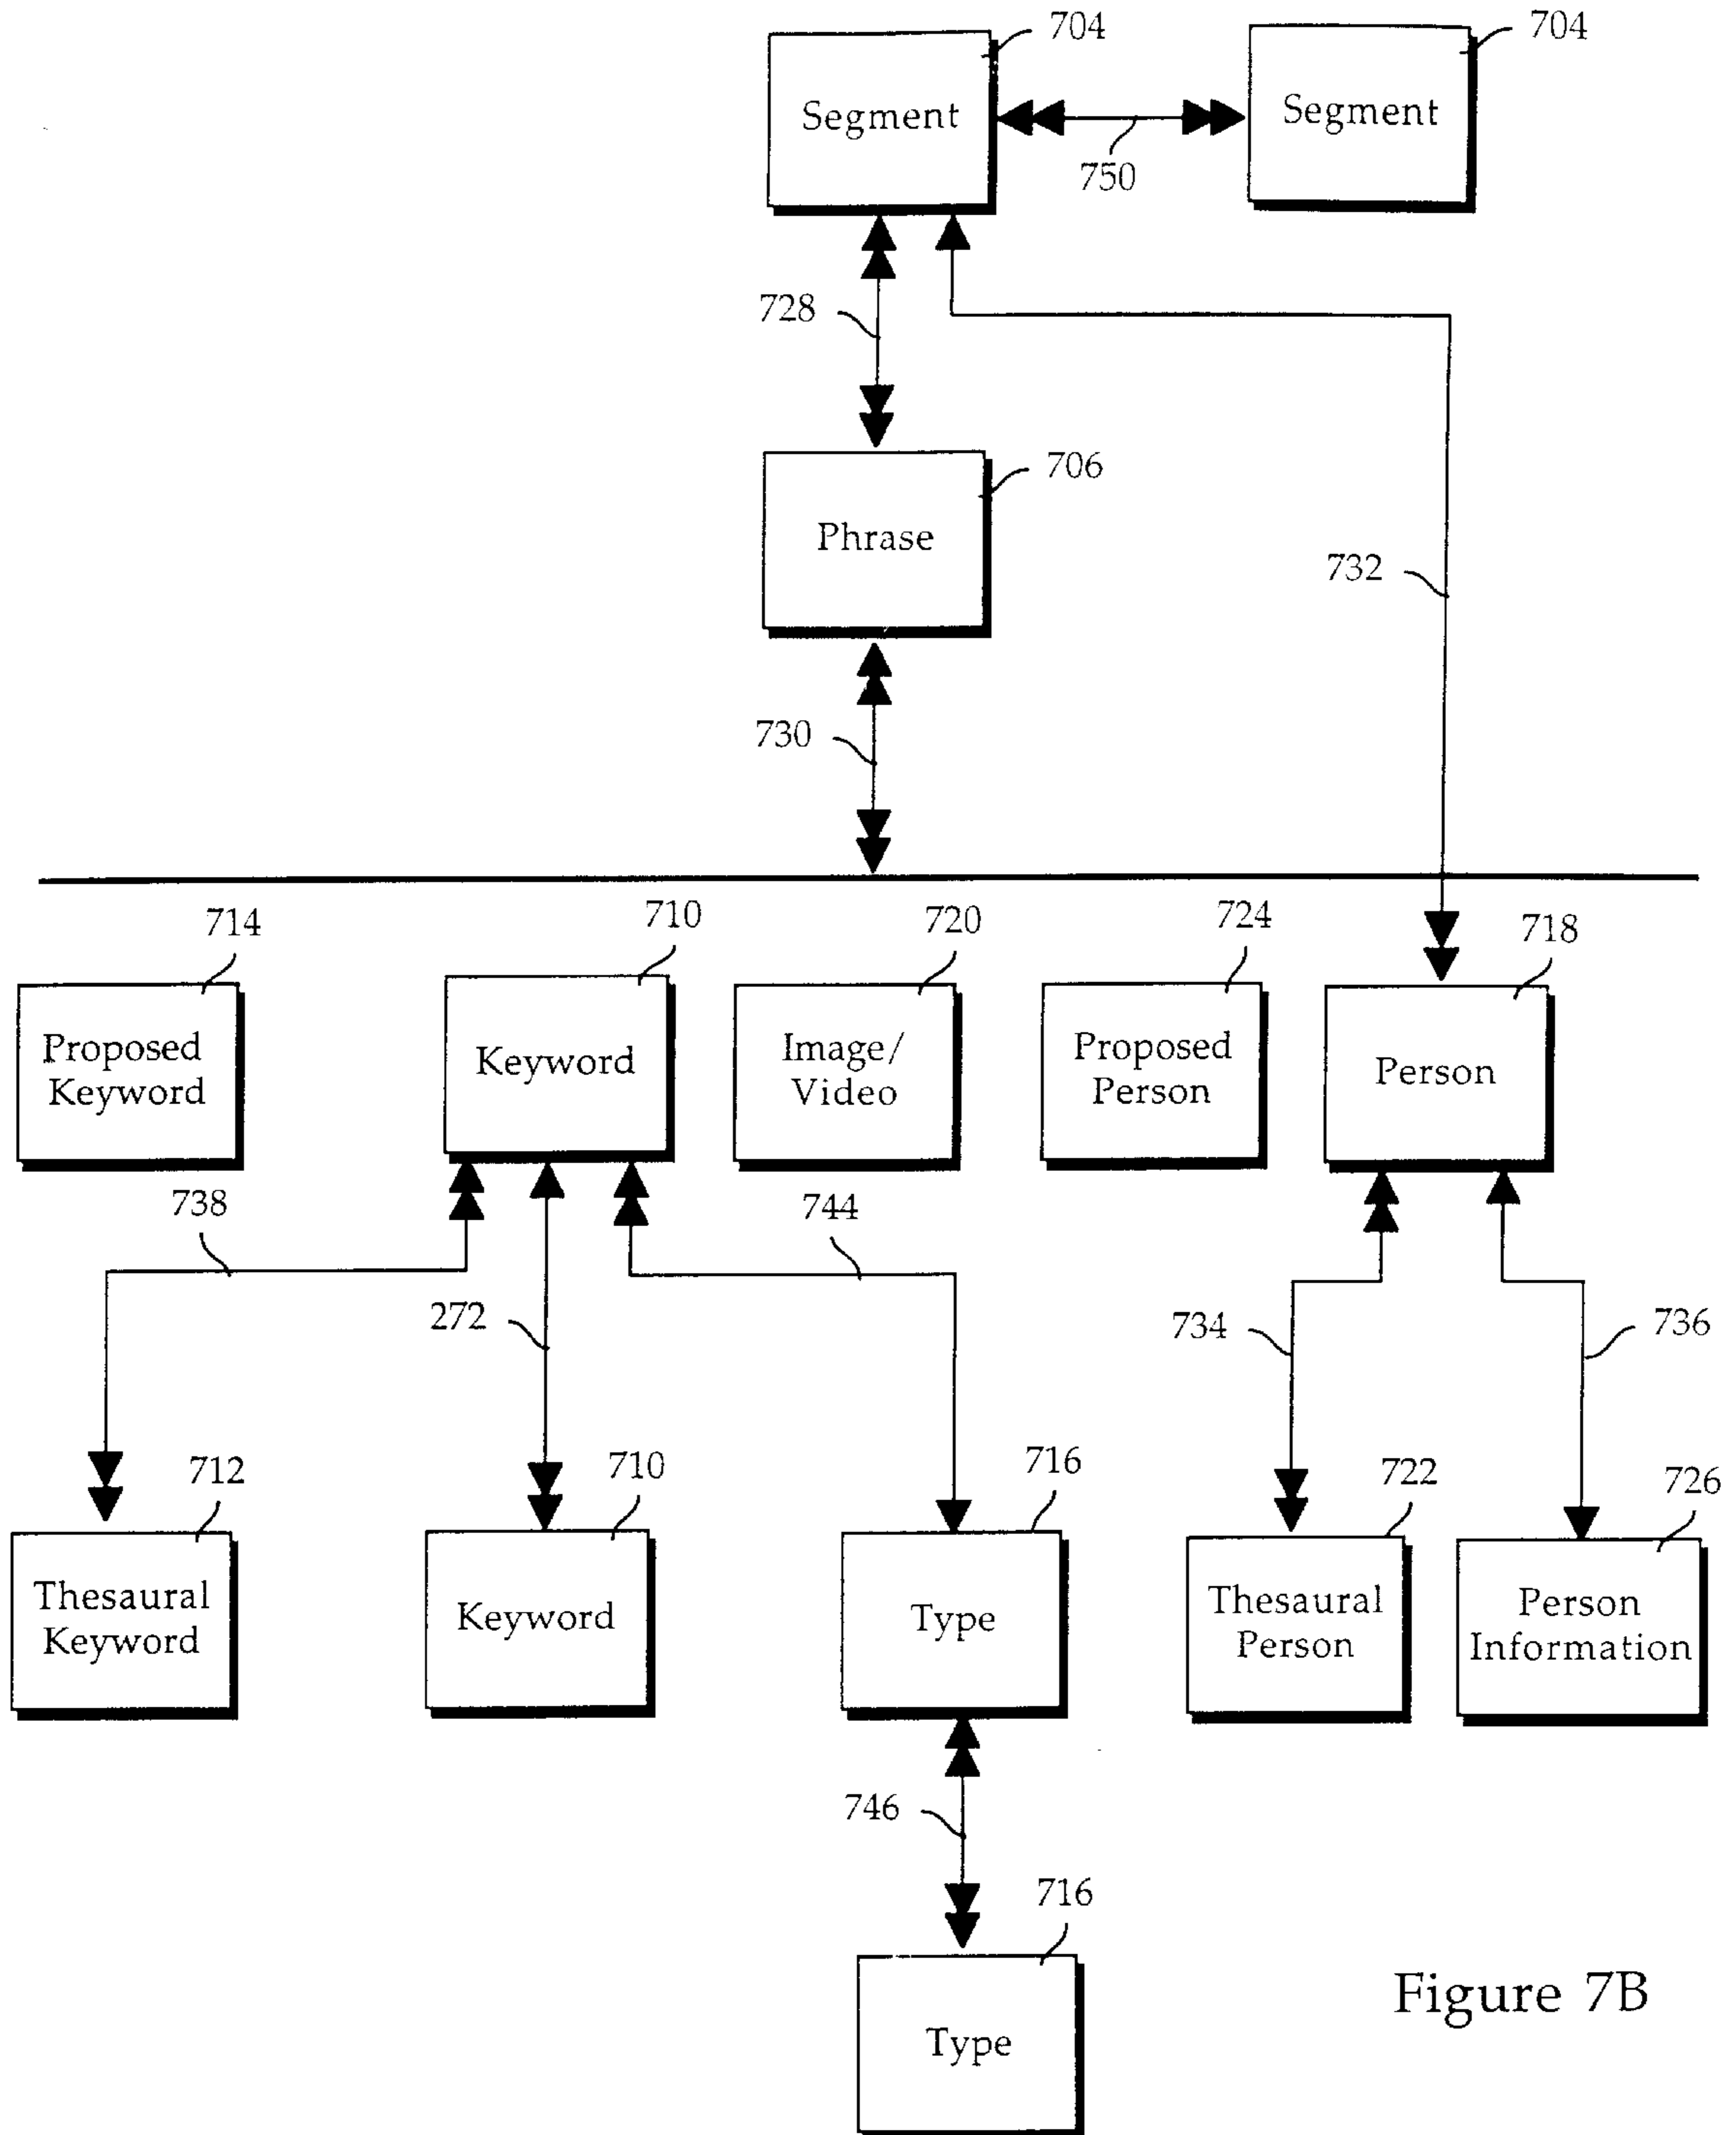 704
704
Segment
Segment
750
728
706
Phrase
732
730
714
710
720
724
718
Proposed
Keyword
Keyword
Image/
Video
Proposed
Person
Person
738
744
272
734
736
712
710
716
722
726
Thesaural
Keyword
Keyword
Type
Thesaural
Person
Person
Information
746
716
Type
Figure 7B